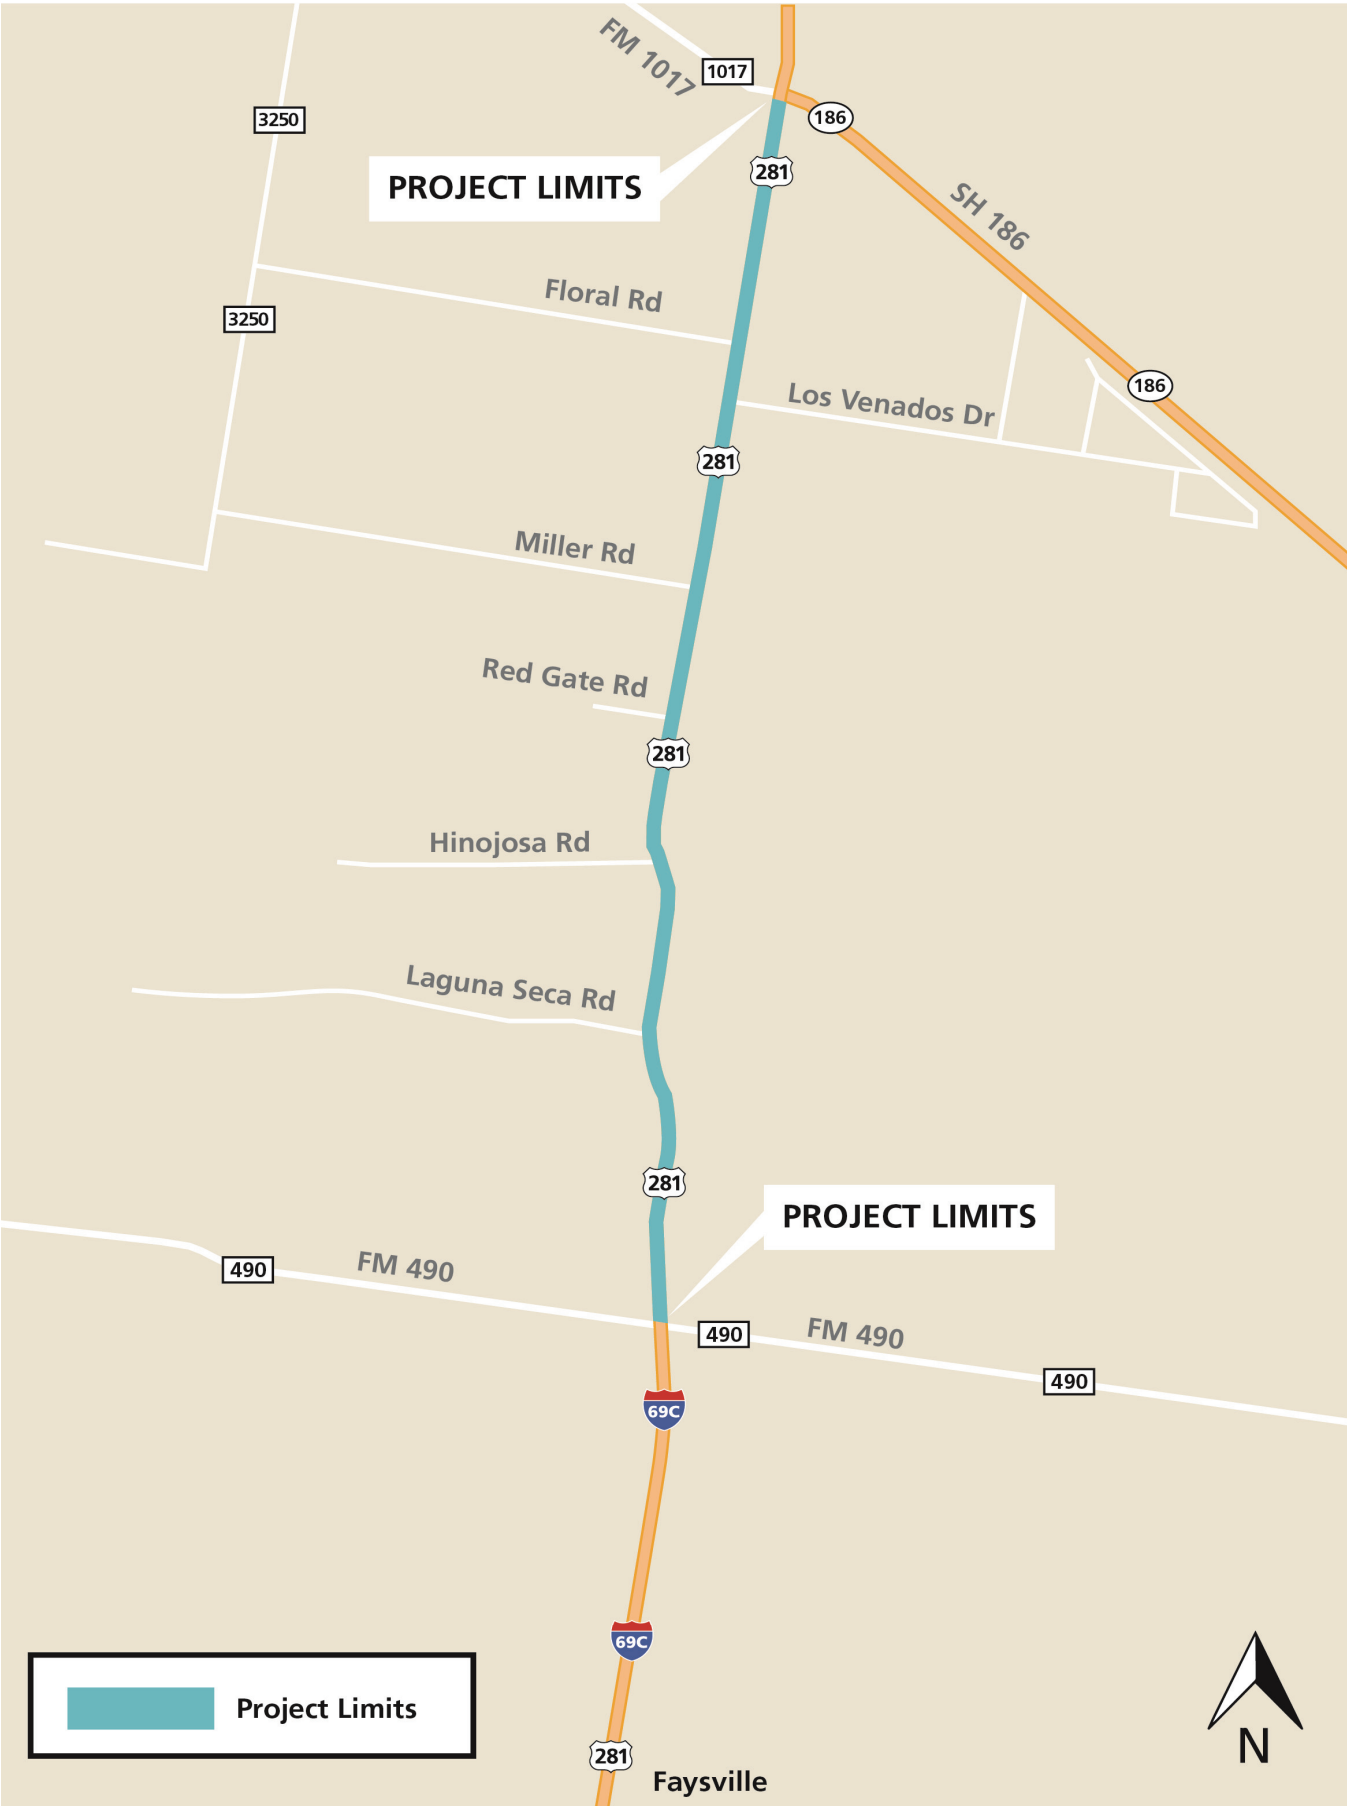 FM 1017
1017
3250
186
281
PROJECT LIMITS
SH 186
Floral Rd
3250
186
Los Venados Dr
281
Miller Rd
Red Gate Rd
281
Hinojosa Rd
Laguna Seca Rd
281
PROJECT LIMITS
490
FM 490
490
FM 490
490
69C
69C
Project Limits
281
N
Faysville